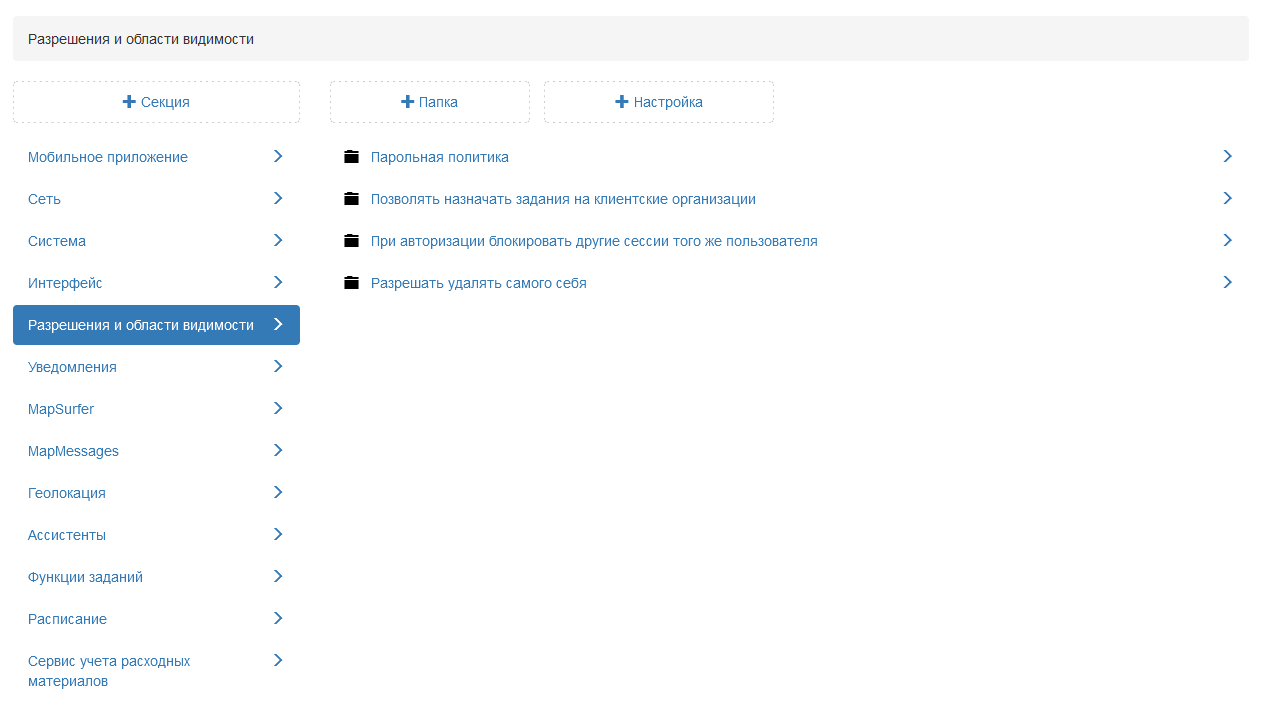 Разрешения и области видимости
Секция
Папка
Настройка
Мобильное приложение
Сеть
Система
Интерфейс
Разрешения и области видимости
Уведомления
MapSurfer
MapMessages
Геолокация
Ассистенты
Функции заданий
Расписание
Сервис учета расходных
материалов
Парольная политика
Позволять назначать задания на клиентские организации
При авторизации блокировать другие сессии того же пользователя
Разрешать удалять самого себя